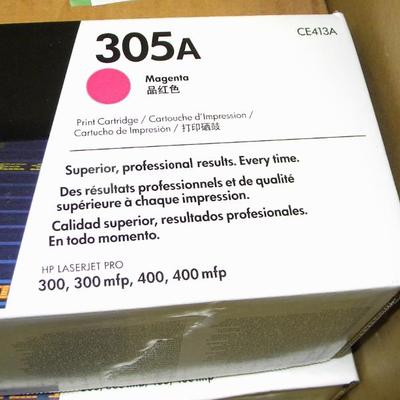 305A
CE413A
Magenta
品红色
Print Cartridge / Cartouche d'Impression /
Cartucho de Impresión / 打印硒鼓
Superior, professional results. Every time.
Des résultats professionnels et de qualité
supérieure à chaque impression.
Calidad superior, resultados profesionales.
En todo momento.
HP LASERJET PRO
300, 300 mfp, 400, 400 mfp